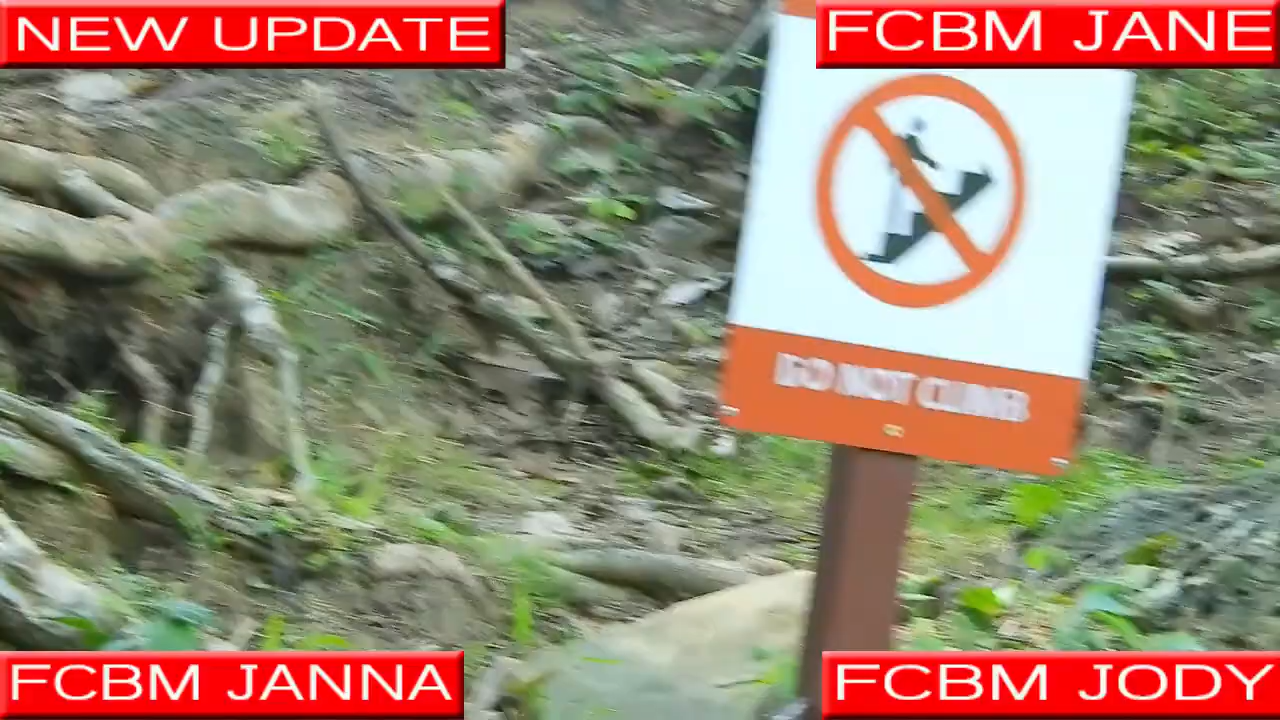 NEW UPDATE
FCBM JANE
DO NOT CLIMB
FCBM JANNA
FCBM JODY